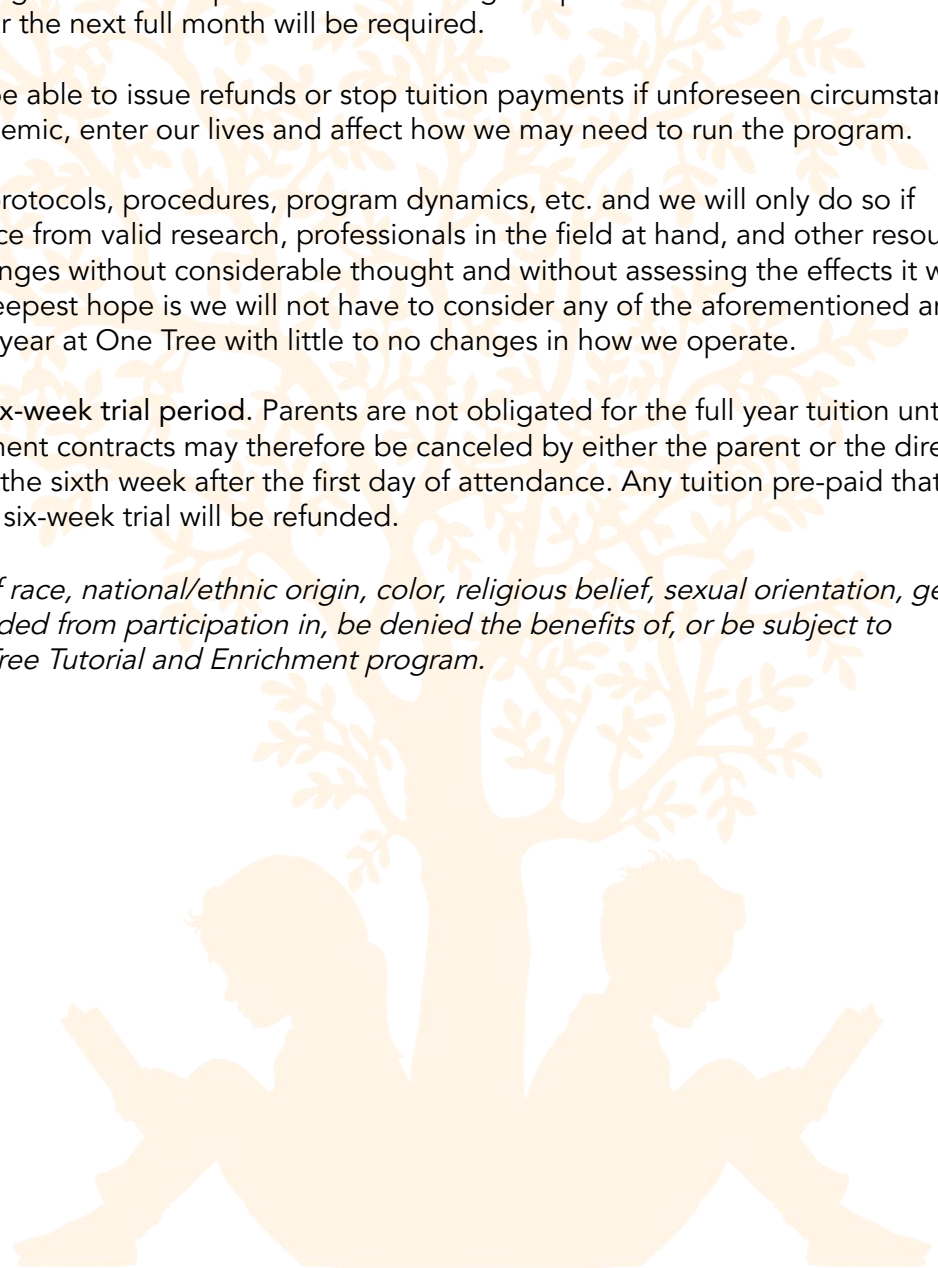 r the next full month will be required.
be able to issue refunds or stop tuition payments if unforeseen
emic, enter our lives and affect how we may need to run the program.
rotocols, procedures, program dynamics, etc. and we will only do so if
ce from valid research, professionals in the field at hand, and other
nges without considerable thought and without assessing the effects it
eepest hope is we will not have to consider any of the aforementioned
year at One Tree with little to no changes in how we operate.
x-week trial period. Parents are not obligated for the full year tuition
ment contracts may therefore be canceled by either the parent or the
the sixth week after the first day of attendance. Any tuition pre-paid that
six-week trial will be refunded.
f race, national/ethnic origin, color, religious belief, sexual orientation,
ded from participation in, be denied the benefits of, or be subject to
Tree Tutorial and Enrichment program.